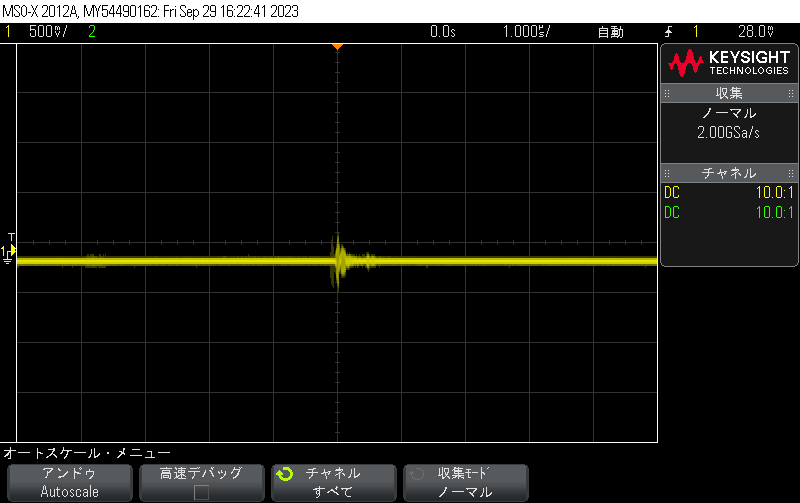 MSO-X 2012A, MY54490162: Fri Sep 29 16:22:41 2023
1 500▽/ 2 0.0s 1.000▽/ 自動 1 28.0▽
KEYSIGHT
TECHNOLOGIES
収集
ノーマル
2.00GSa/s
チャネル
DC 10.0:1
DC 10.0:1
T
1
オートスケール・メニュー
アンドゥ
Autoscale
高速デバッグ
チャネル
すべて
収集ﾓｰﾄﾞ
ノーマル